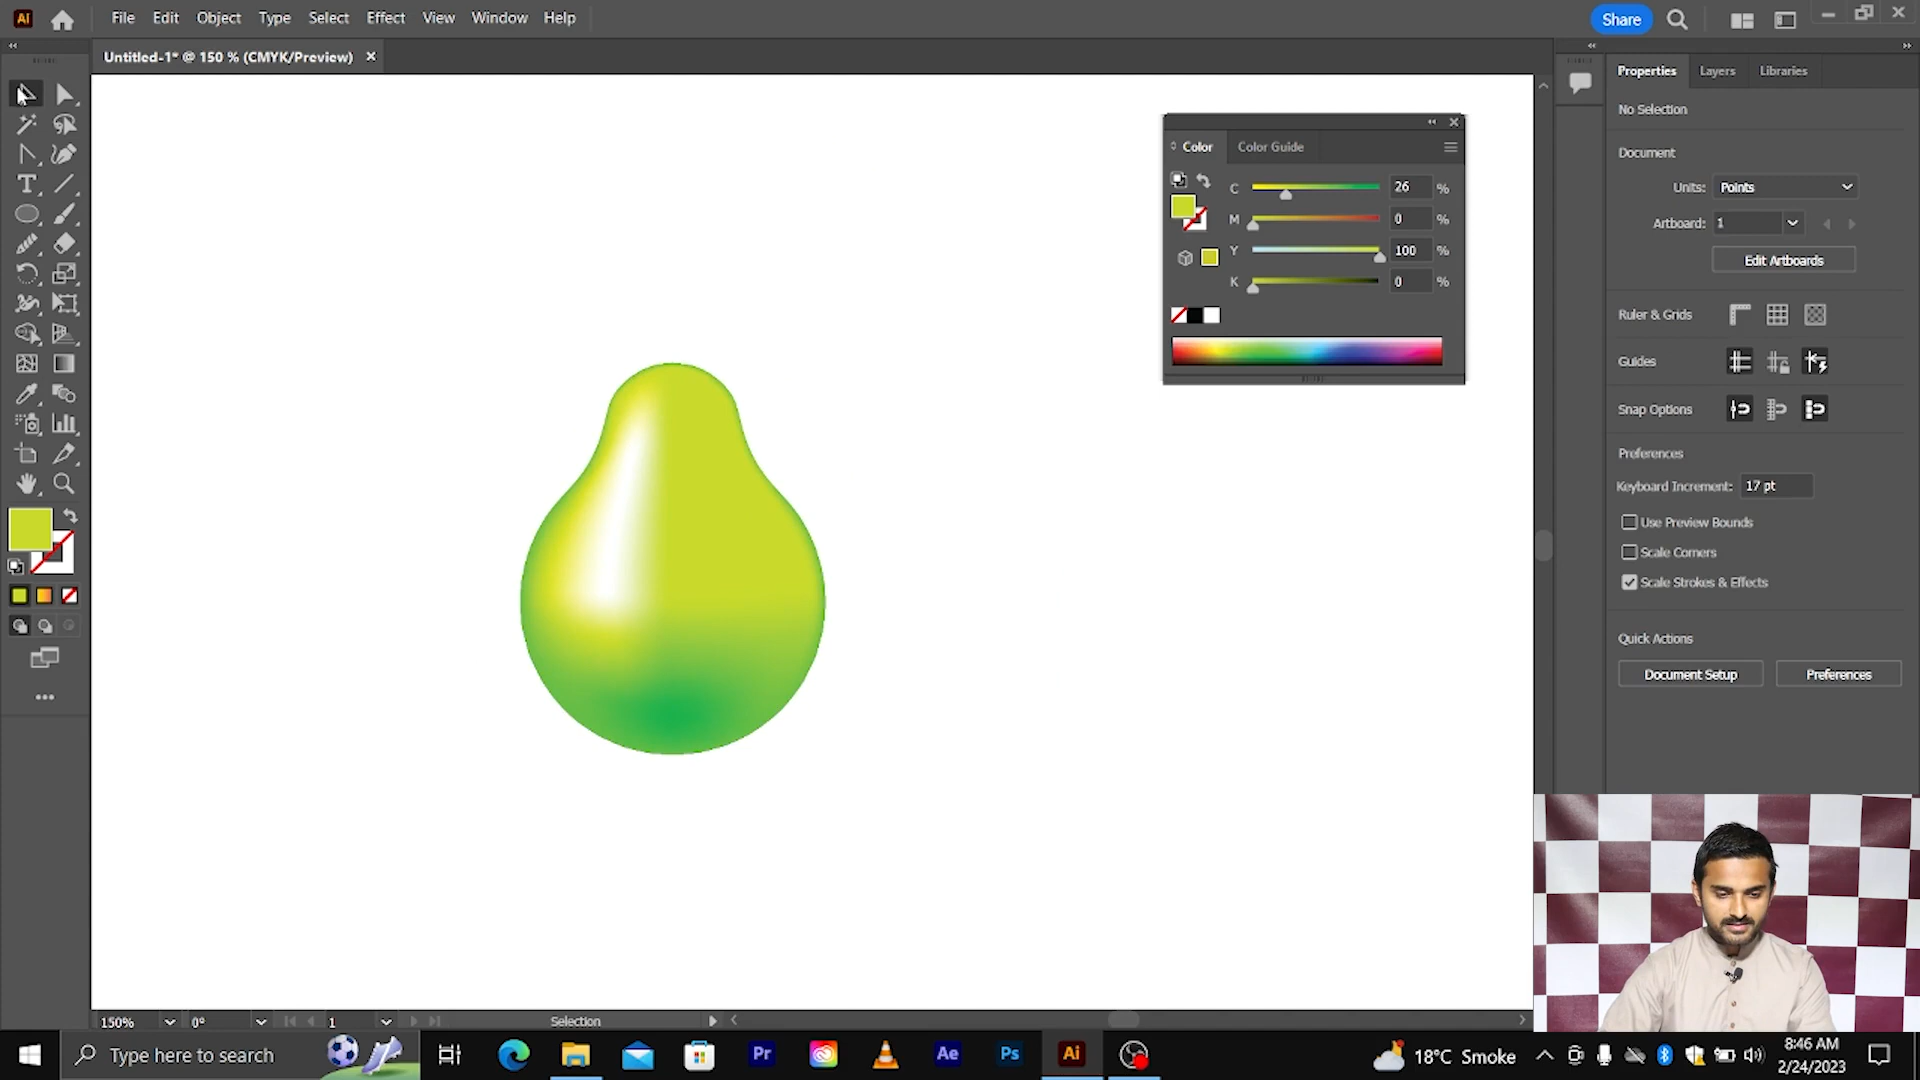 Ai File Edit Object Type Select Effect View Window Help Share
Untitled-1* @ 150 % (CMYK/Preview)
Properties Layers Libraries
No Selection
Document
Units: Points
Artboard: 1
Edit Artboards
Ruler & Grids
Guides
Snap Options
Preferences
Keyboard Increment: 17 pt
Use Preview Bounds
Scale Corners
Scale Strokes & Effects
Quick Actions
Document Setup Preferences
Color Color Guide
C 26 %
M 0 %
Y 100 %
K 0 %
150% 0° 1 Selection
Type here to search Pr Ae Ps Ai 18°C Smoke 8:46 AM
2/24/2023